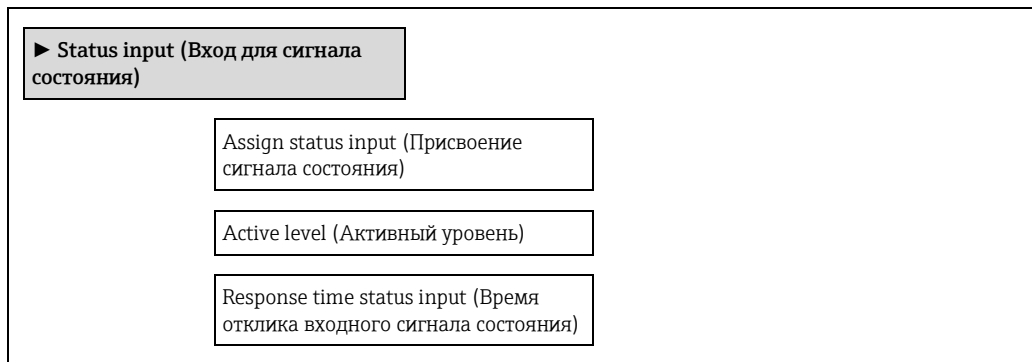 ► Status input (Вход для сигнала
состояния)
Assign status input (Присвоение
сигнала состояния)
Active level (Активный уровень)
Response time status input (Время
отклика входного сигнала состояния)